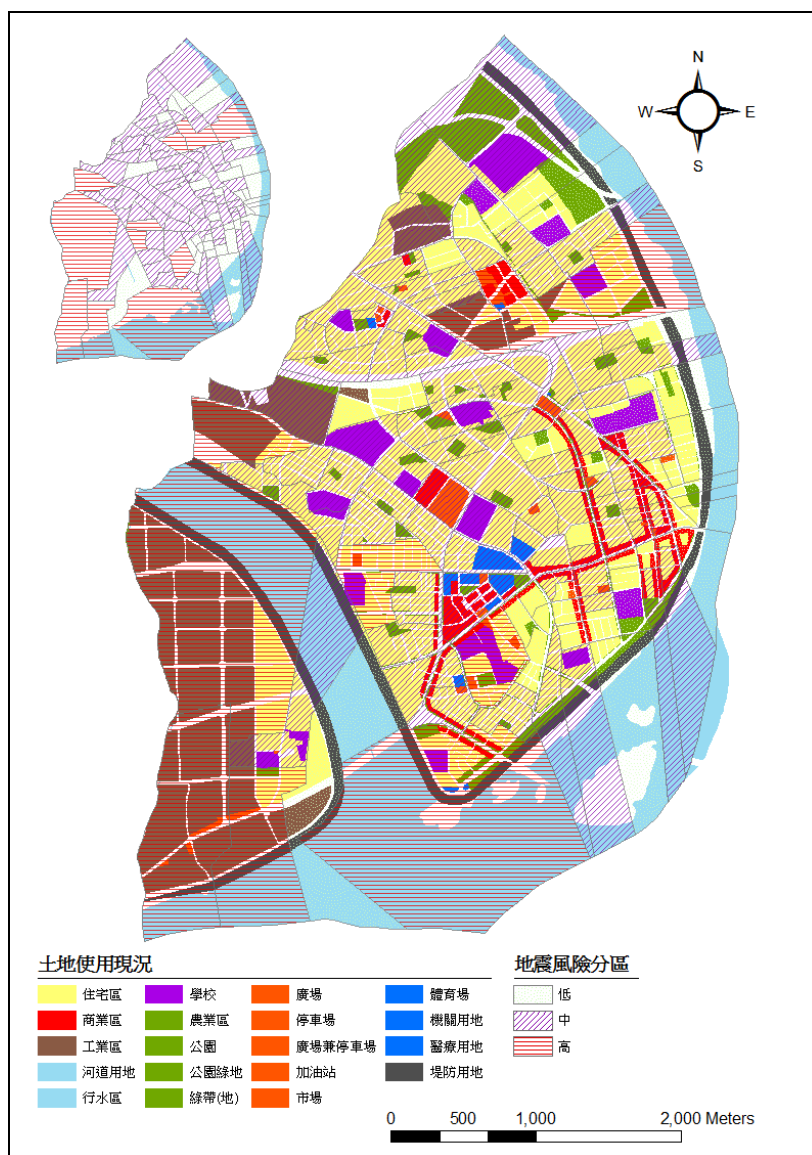 N
W E
S
土地使用現況
地震風險分區
住宅區 學校 廣場 體育場 低
商業區 農業區 停車場 機關用地 中
工業區 公園 廣場兼停車場 醫療用地 高
河道用地 公園綠地 加油站 堤防用地
行水區 綠帶(地) 市場
0 500 1,000 2,000 Meters